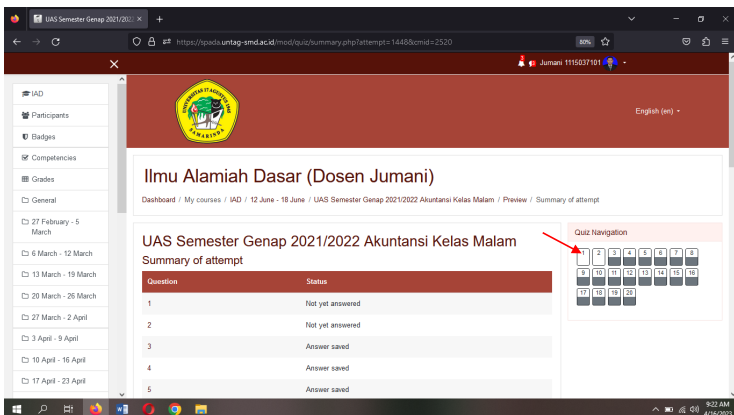 UAS Semester Genap 2021/202
https://spada.untag-smd.ac.id/mod/quiz/summary.php?attempt=1448&cmid=2520
80%
Jumani 1115037101
IAD
Participants
Badges
Competencies
Grades
General
27 February - 5
March
6 March - 12 March
13 March - 19 March
20 March - 26 March
27 March - 2 April
3 April - 9 April
10 April - 16 April
17 April - 23 April
SAMARINDA
English (en)
Ilmu Alamiah Dasar (Dosen Jumani)
Dashboard / My courses / IAD / 12 June - 18 June / UAS Semester Genap 2021/2022 Akuntansi Kelas Malam / Preview / Summary of attempt
UAS Semester Genap 2021/2022 Akuntansi Kelas Malam
Summary of attempt
Question Status
1 Not yet answered
2 Not yet answered
3 Answer saved
4 Answer saved
5 Answer saved
Quiz Navigation
1 2 3 4 5 6 7 8
9 10 11 12 13 14 15 16
17 18 19 20
9:22 AM
4/16/2023